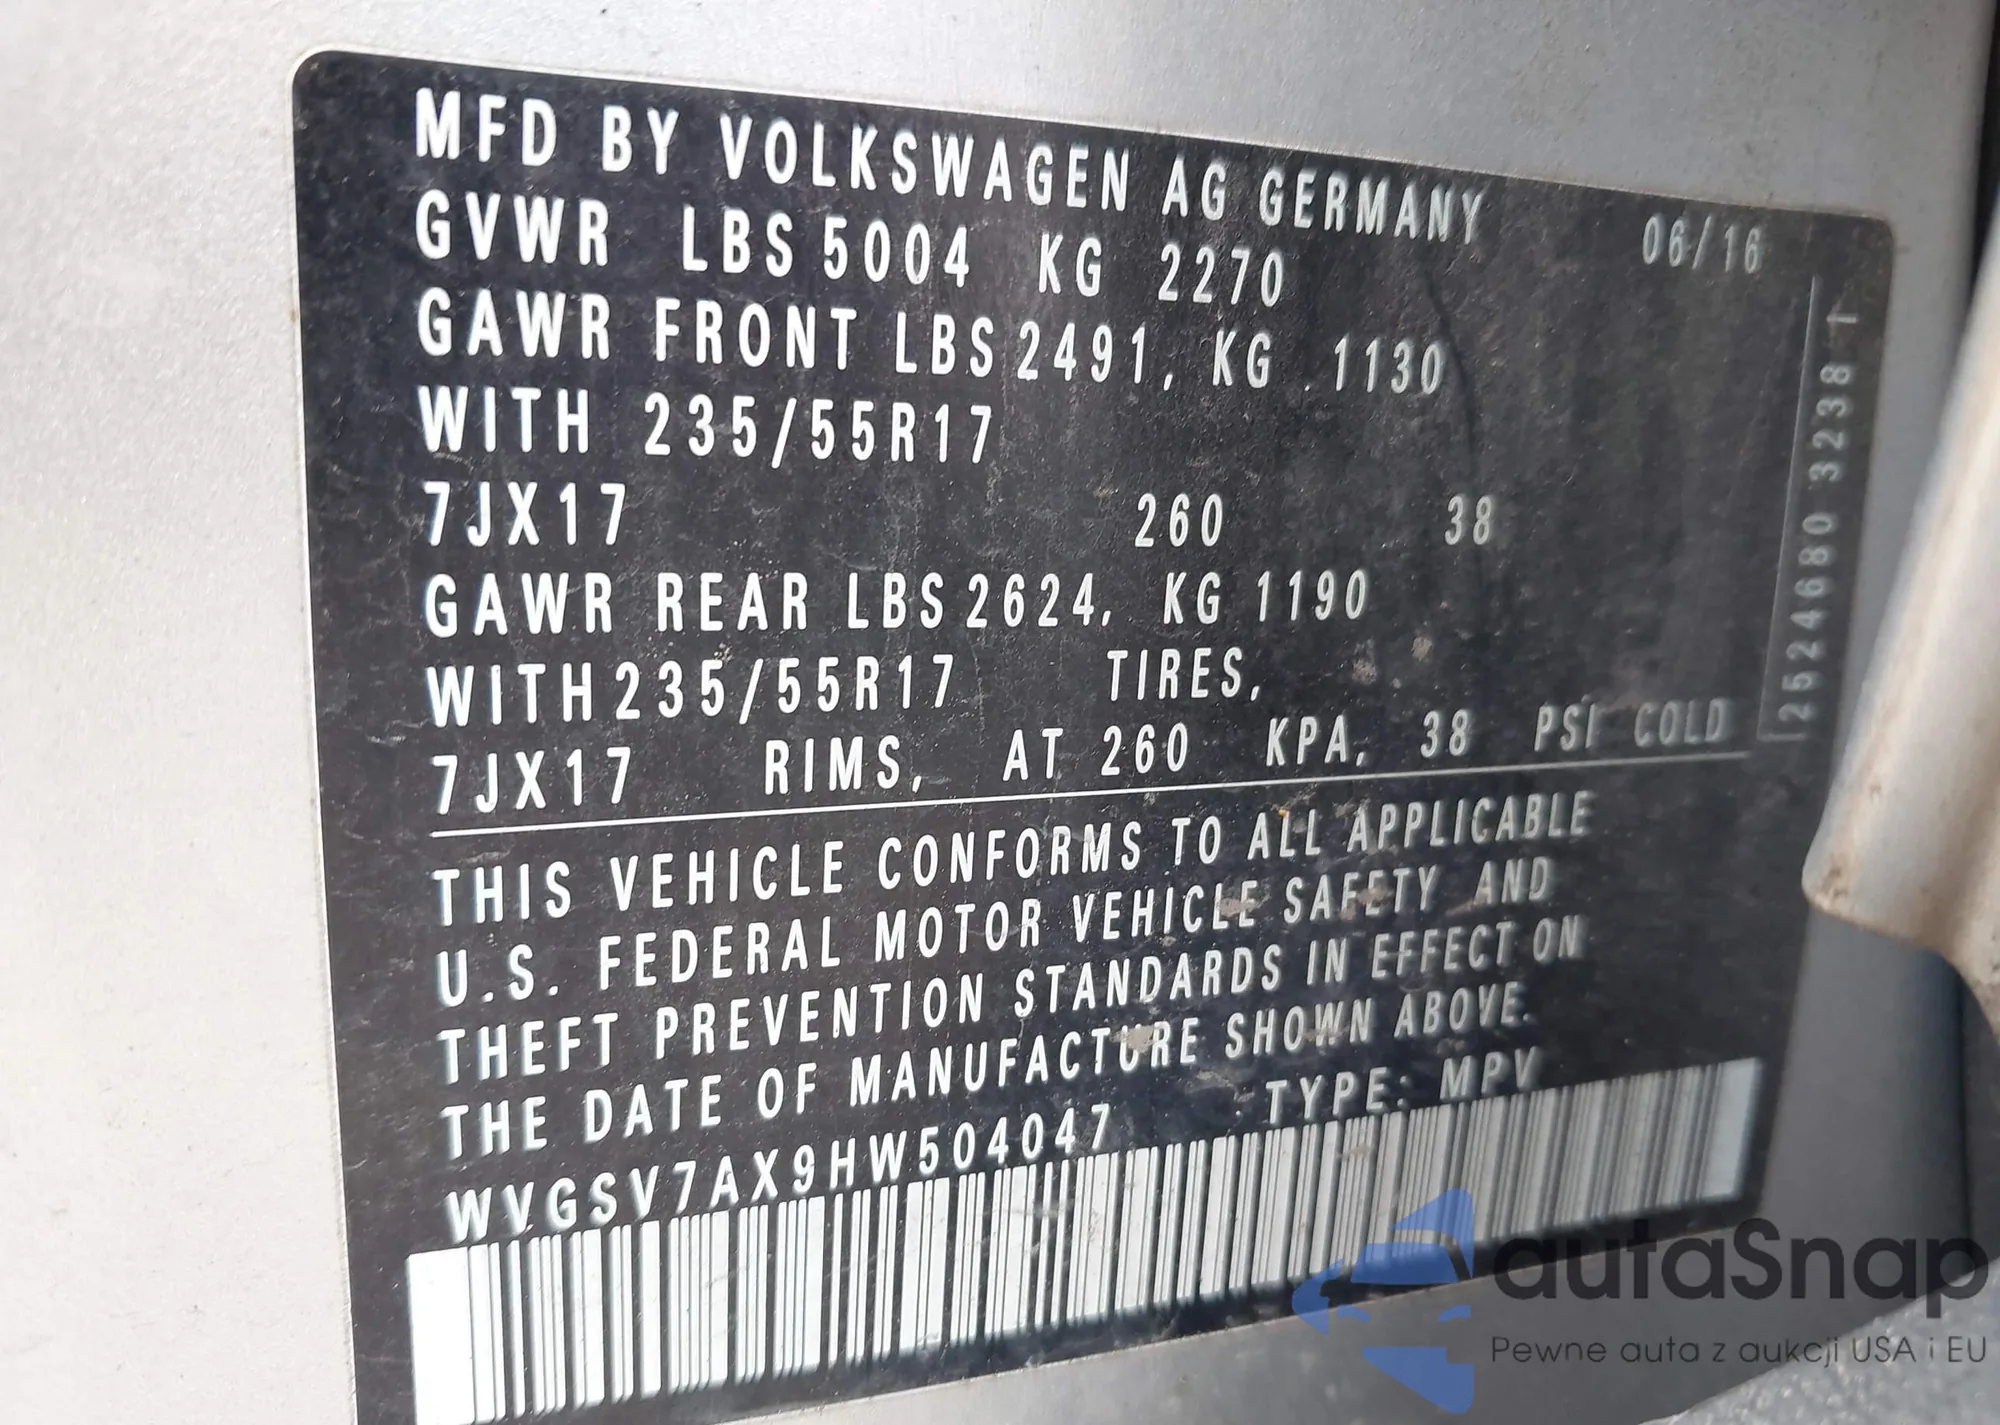 MFD BY VOLKSWAGEN AG GERMANY
06/16
GVWR LBS 5004 KG 2270
GAWR FRONT LBS 2491, KG . 1130
WITH 235/55R17
7JX17 260 38
GAWR REAR LBS 2624, KG 1190
WITH 235/55R17 TIRES,
7JX17 RIMS, AT 260 KPA, 38 PSI COLD
THIS VEHICLE CONFORMS TO ALL APPLICABLE
U.S. FEDERAL MOTOR VEHICLE SAFETY AND
THEFT PREVENTION STANDARDS IN EFFECT ON
THE DATE OF MANUFACTURE SHOWN ABOVE.
WVGSV7AX9HW504047 TYPE: MPV
2524680 3238 1
autaSnap
Pewne auta z aukcji USA i EU